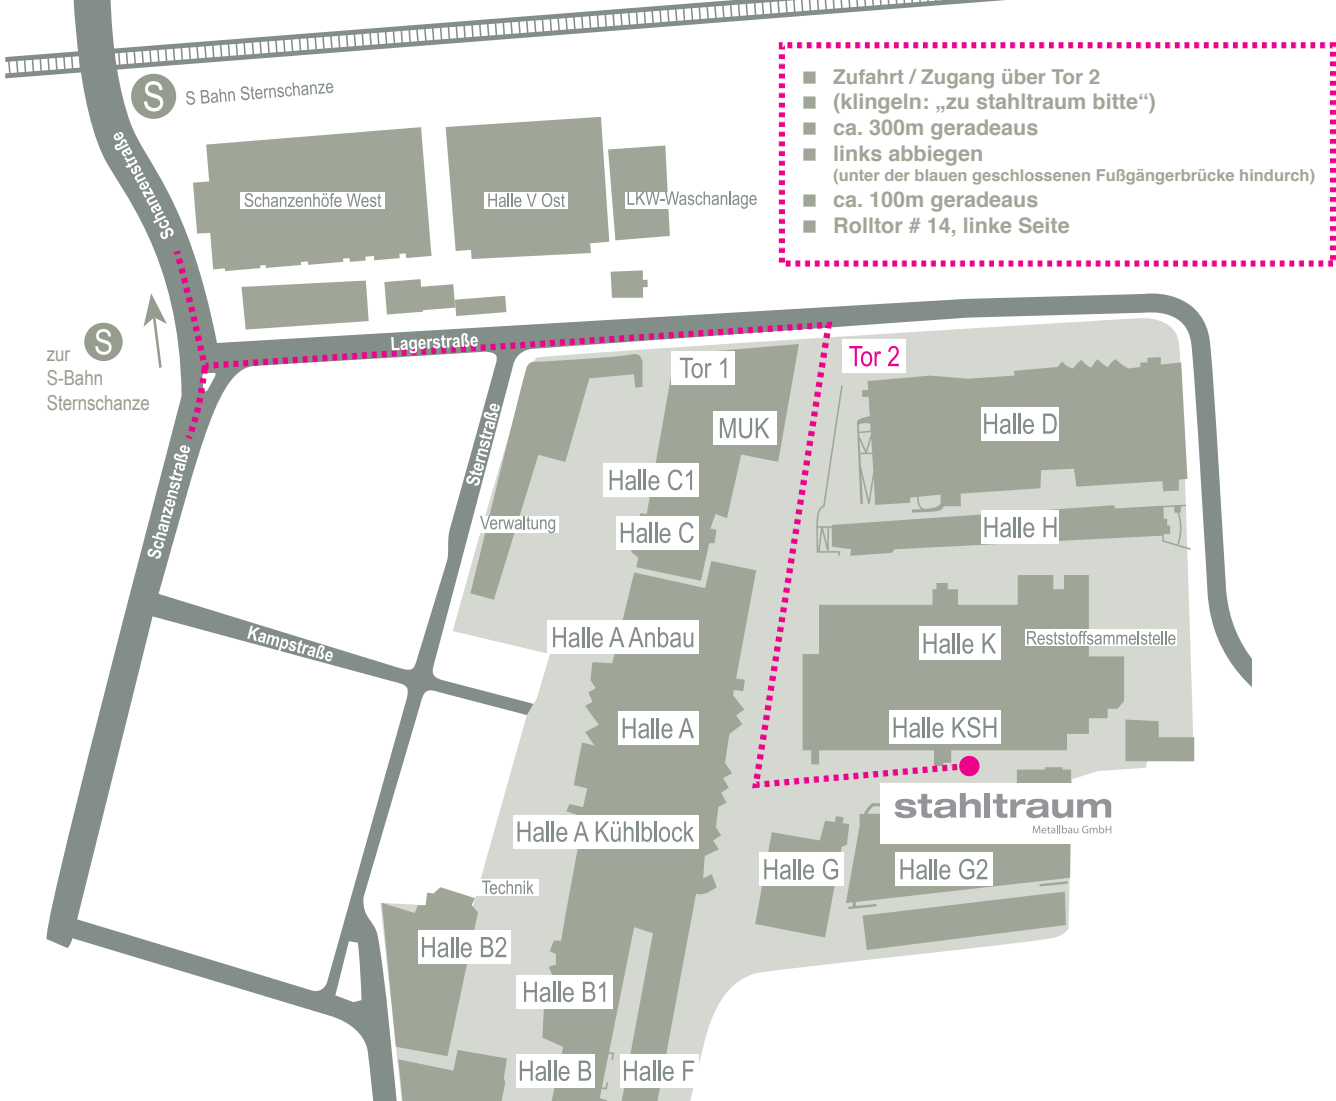 S
S Bahn Sternschanze
Zufahrt / Zugang über Tor 2
(klingeln: „zu stahltraum bitte“)
ca. 300m geradeaus
links abbiegen
(unter der blauen geschlossenen Fußgängerbrücke hindurch)
ca. 100m geradeaus
Rolltor # 14, linke Seite
Schanzenstraße
Schanzenhöfe West
Halle V Ost
LKW-Waschanlage
Lagerstraße
S
zur
S-Bahn
Sternschanze
Tor 1
Tor 2
MUK
Halle D
Sternstraße
Schanzenstraße
Halle C1
Verwaltung
Halle C
Halle H
Kampstraße
Halle A Anbau
Halle K
Reststoffsammelstelle
Halle A
Halle KSH
stahltraum
Metallbau GmbH
Halle A Kühlblock
Halle G
Halle G2
Technik
Halle B2
Halle B1
Halle B
Halle F